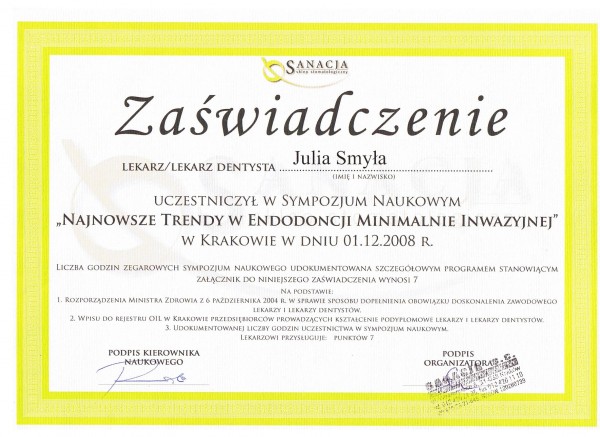 SANACJA
sklep stomatologiczny
Zaświadczenie
LEKARZ/LEKARZ DENTYSTA Julia Smyła
(IMIĘ I NAZWISKO)
UCZESTNICZYŁ W SYMPOZJUM NAUKOWYM
„NAJNOWSZE TRENDY W ENDODONCJI MINIMALNIE INWAZYJNEJ"
W KRAKOWIE W DNIU 01.12.2008 R.
LICZBA GODZIN ZEGAROWYCH SYMPOZJUM NAUKOWEGO UDOKUMENTOWANA SZCZEGÓŁOWYM PROGRAMEM STANOWIĄCYM
ZAŁĄCZNIK DO NINIEJSZEGO ZAŚWIADCZENIA WYNOSI 7
NA PODSTAWIE:
1. ROZPORZĄDZENIA MINISTRA ZDROWIA Z 6 PAŹDZIERNIKA 2004 R. W SPRAWIE SPOSOBU DOPEŁNIENIA OBOWIĄZKU DOSKONALENIA ZAWODOWEGO
LEKARZY I LEKARZY DENTYSTÓW.
2. WPISU DO REJESTRU OIL W KRAKOWIE PRZEDSIĘBIORCÓW PROWADZĄCYCH KSZTAŁCENIE PODYPLOMOWE LEKARZY I LEKARZY DENTYSTÓW.
3. UDOKUMENTOWANEJ LICZBY GODZIN UCZESTNICTWA W SYMPOZJUM NAUKOWYM.
LEKARZOWI PRZYSŁUGUJE: PUNKTÓW 7
PODPIS KIEROWNIKA
NAUKOWEGO
PODPIS
ORGANIZATORA